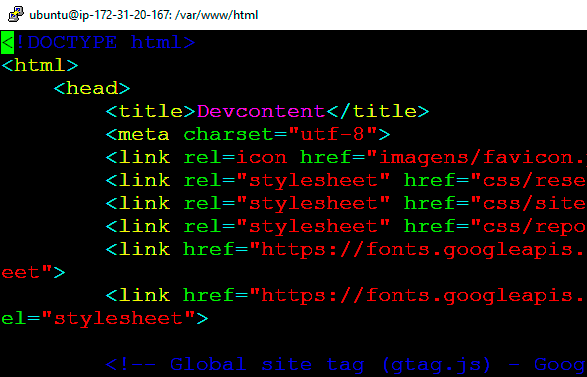 ubuntu@ip-172-31-20-167: /var/www/html
<!DOCTYPE html>
<html>
<head>
<title>Devcontent</title>
<meta charset="utf-8">
<link rel=icon href="imagens/favicon.
<link rel="stylesheet" href="css/rese
<link rel="stylesheet" href="css/site
<link rel="stylesheet" href="css/repo
<link href="https://fonts.googleapis.
eet">
<link href="https://fonts.googleapis.
el="stylesheet">
<!-- Global site tag (gtag.js) - Goog